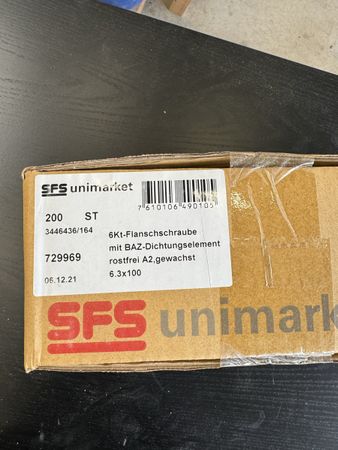 SFS unimarket
7610106490105
200 ST
3446436/164
6Kt-Flanschschraube
mit BAZ-Dichtungselement
729969
rostfrei A2,gewachst
06.12.21
6.3x100
SFS unimarket